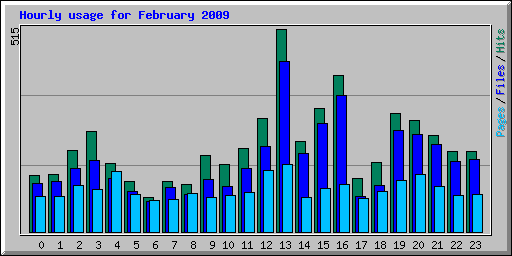 Hourly usage for February 2009
515
Pages / Files / Hits
0 1 2 3 4 5 6 7 8 9 10 11 12 13 14 15 16 17 18 19 20 21 22 23